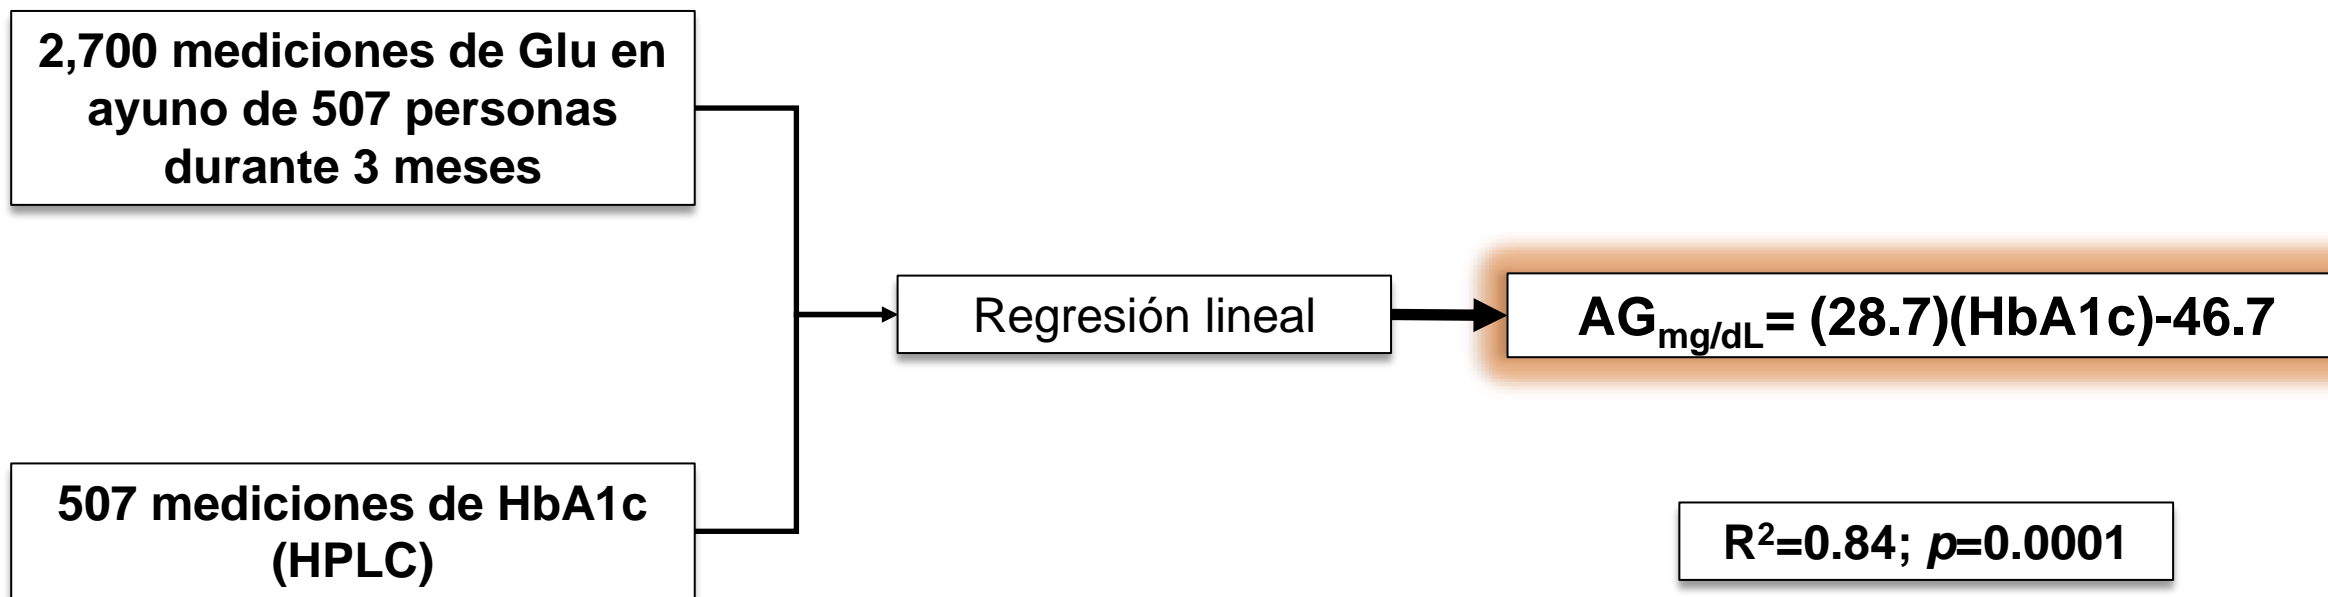 2,700 mediciones de Glu en
ayuno de 507 personas
durante 3 meses
Regresión lineal
AGmg/dL= (28.7)(HbA1c)-46.7
507 mediciones de HbA1c
(HPLC)
R²=0.84; p=0.0001